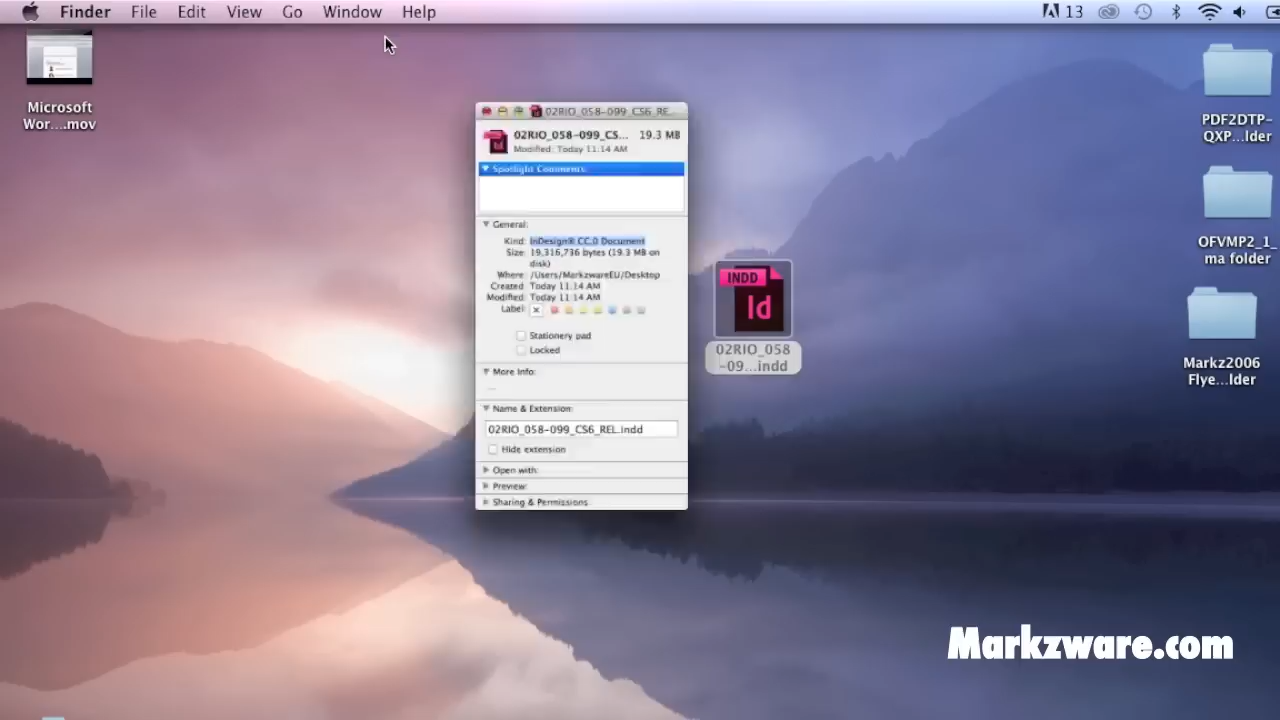 Finder File Edit View Go Window Help
13
Microsoft
Wor....mov
PDF2DTP-
QXP...lder
OFVMP2_1_
ma folder
Markz2006
Flye...lder
02RIO_058-099_CS6_RE...
02RIO_058-099_CS... 19.3 MB
Modified: Today 11:14 AM
Spotlight Comments:
General:
Kind: InDesign® CC.0 Document
Size: 19,316,736 bytes (19.3 MB on
disk)
Where: /Users/MarkzwareEU/Desktop
Created: Today 11:14 AM
Modified: Today 11:14 AM
Label:
Stationery pad
Locked
More Info:
...
Name & Extension:
02RIO_058-099_CS6_REL.indd
Hide extension
Open with:
Preview:
Sharing & Permissions:
INDD
Id
02RIO_058
-09...indd
Markzware.com